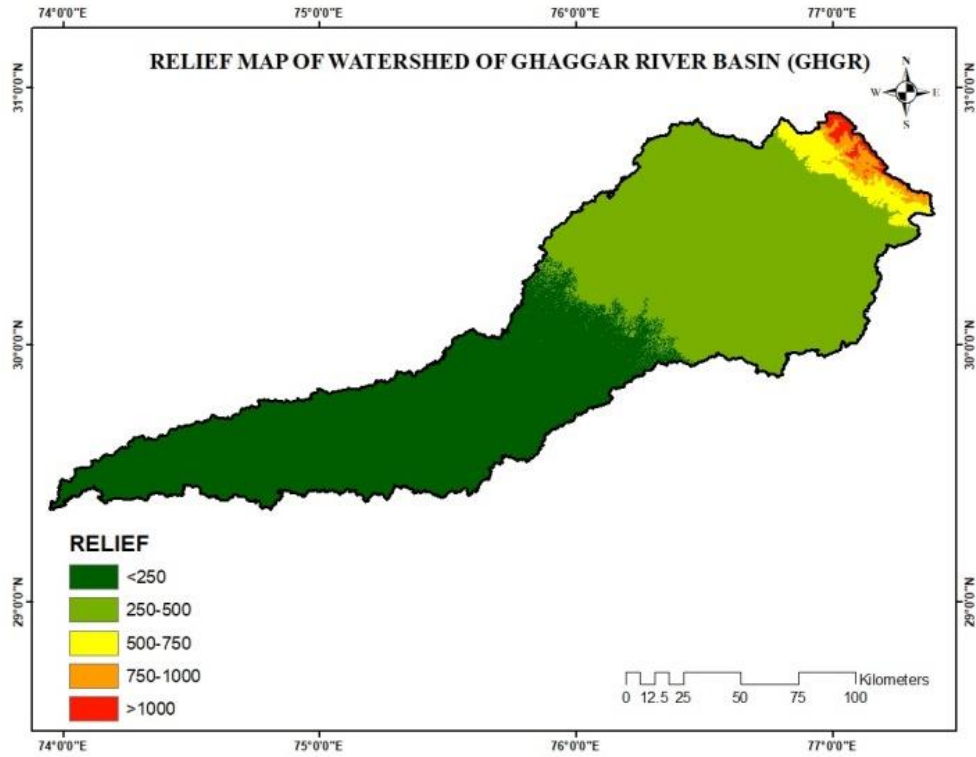 74°0'0"E 75°0'0"E 76°0'0"E 77°0'0"E
RELIEF MAP OF WATERSHED OF GHAGGAR RIVER BASIN (GHGR)
N
W E
S
31°0'0"N 31°0'0"N
30°0'0"N 30°0'0"N
29°0'0"N 29°0'0"N
RELIEF
<250
250-500
500-750
750-1000
>1000
Kilometers
0 12.5 25 50 75 100
74°0'0"E 75°0'0"E 76°0'0"E 77°0'0"E